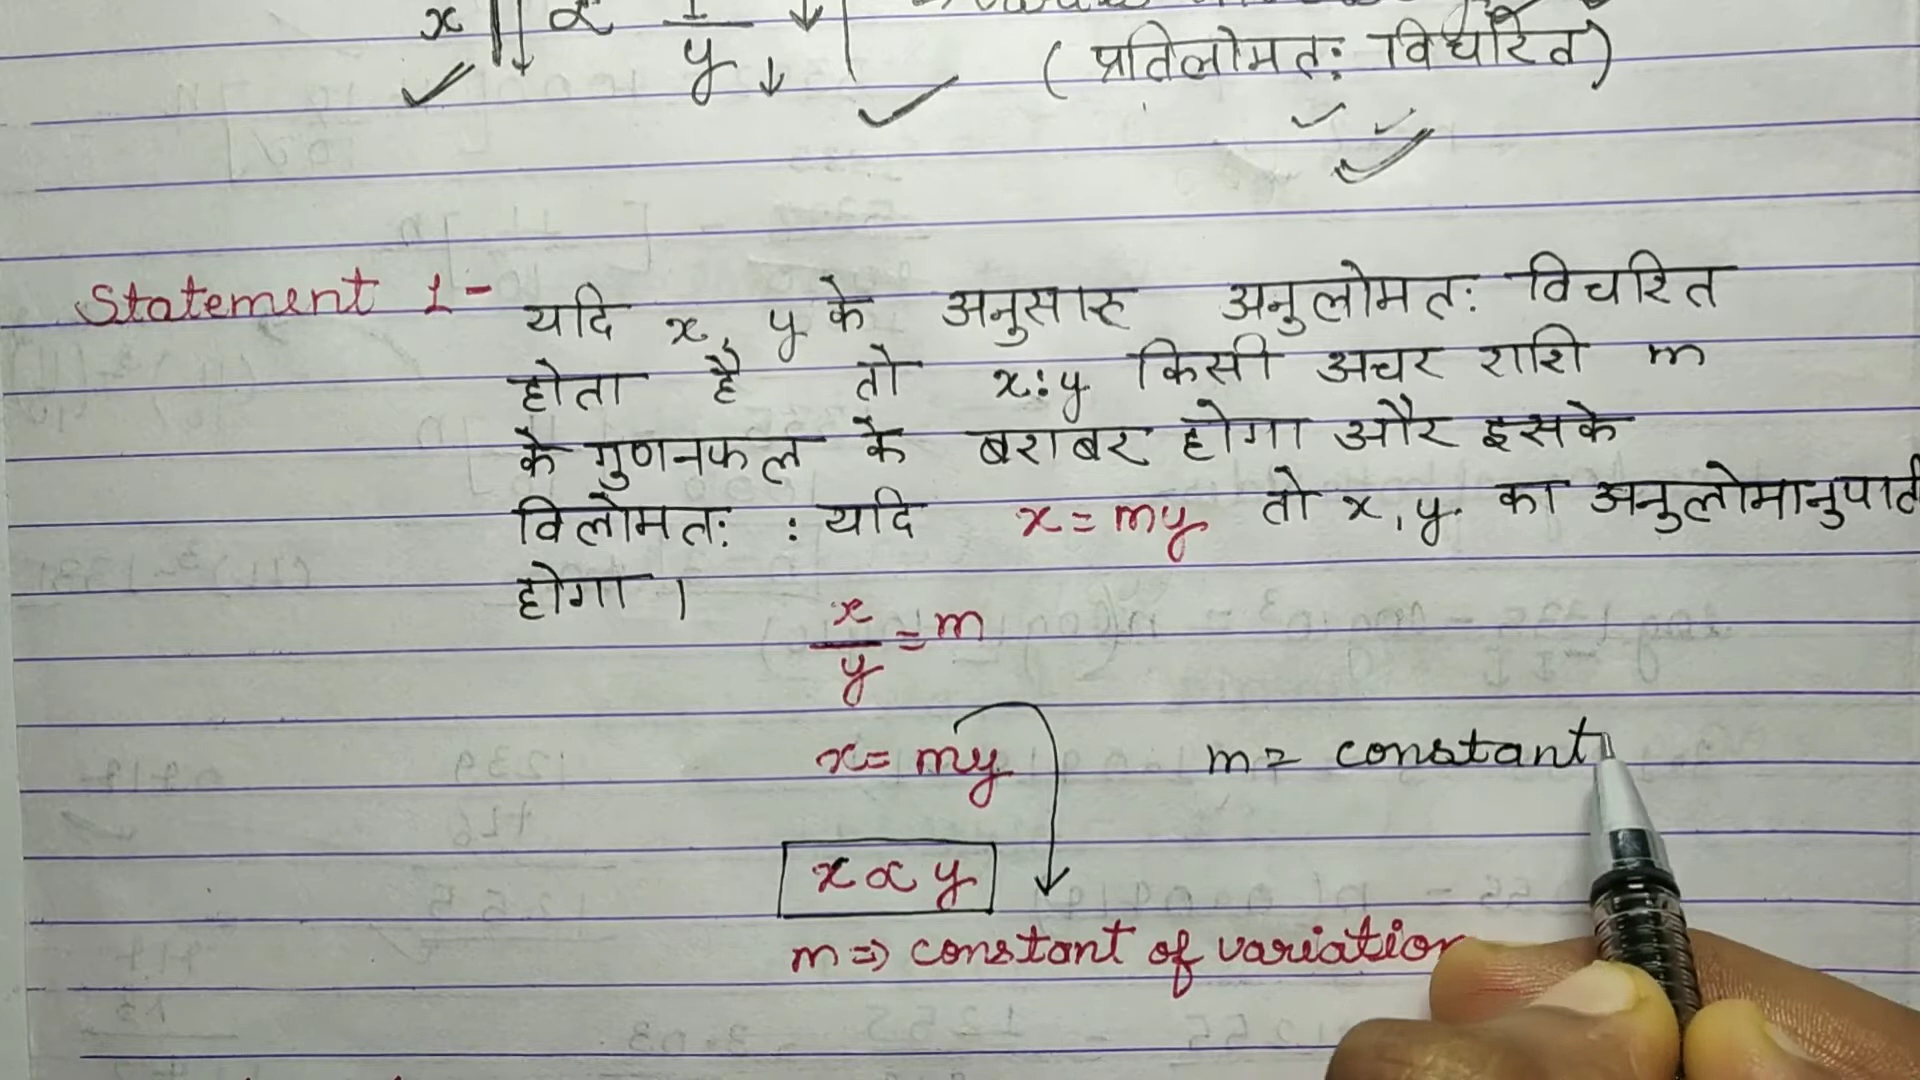 x ∝ 1/y
(प्रतिलोमतः विचरित)
Statement 1- यदि x, y के अनुसार अनुलोमतः विचरित
होता है तो x:y किसी अचर राशि m
के गुणनफल के बराबर होगा और इसके
विलोमतः : यदि x=my तो x, y का अनुलोमानुपाती
होगा ।
x/y = m
x=my m= constant
x∝y
m⇒ constant of variation